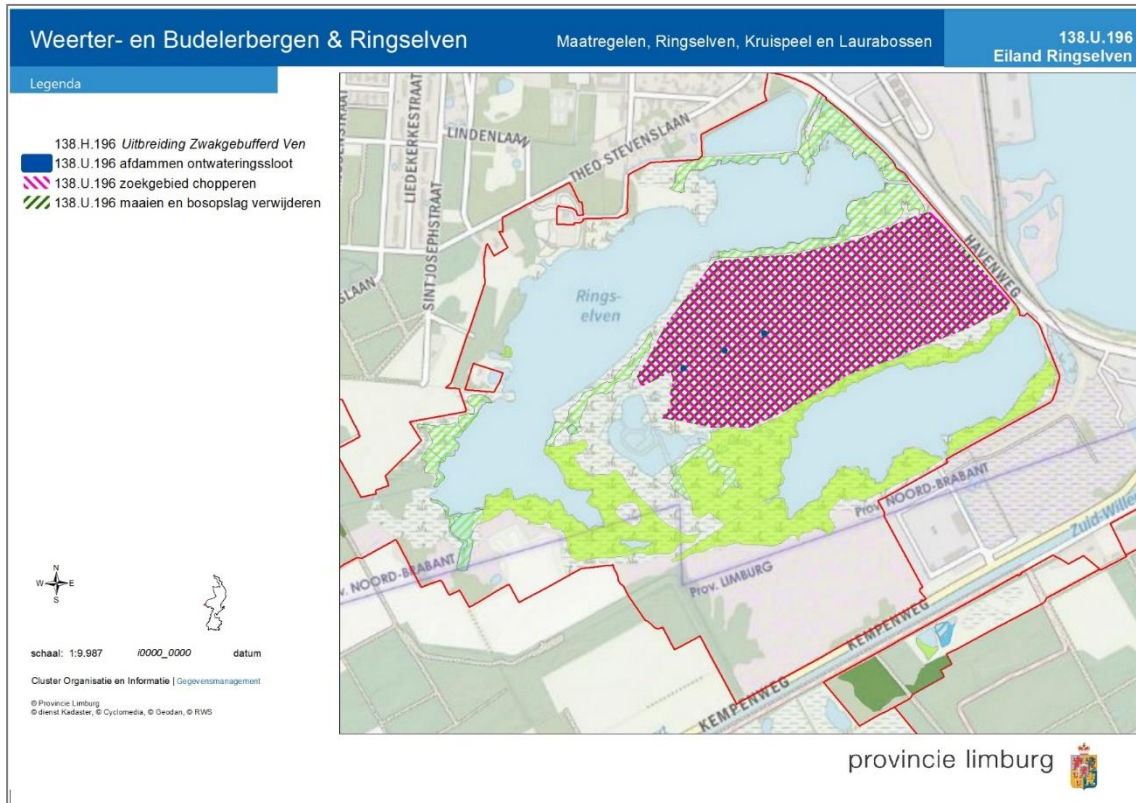 Weerter- en Budelerbergen & Ringselven
Maatregelen, Ringselven, Kruispeel en Laurabossen
138.U.196
Eiland Ringselven
Legenda
138.H.196 Uitbreiding Zwakgebufferd Ven
138.U.196 afdammen ontwateringssloot
138.U.196 zoekgebied chopperen
138.U.196 maaien en bosopslag verwijderen
LINDENLAAN
LIEDEKERKESTRAAT
THEO STEVENSLAAN
SINTJOSEPHSTRAAT
SLAAN
Rings-
elven
HAVENWEG
Prov. NOORD-BRABANT
Prov. NOORD-BRABANT
Prov. LIMBURG
Zuid-Willem
KEMPENWEG
KEMPENWEG
N
W E
S
schaal: 1:9.987 i0000_0000 datum
Cluster Organisatie en Informatie | Gegevensmanagement
© Provincie Limburg
© dienst Kadaster, © Cyclomedia, © Geodan, © RWS
provincie limburg